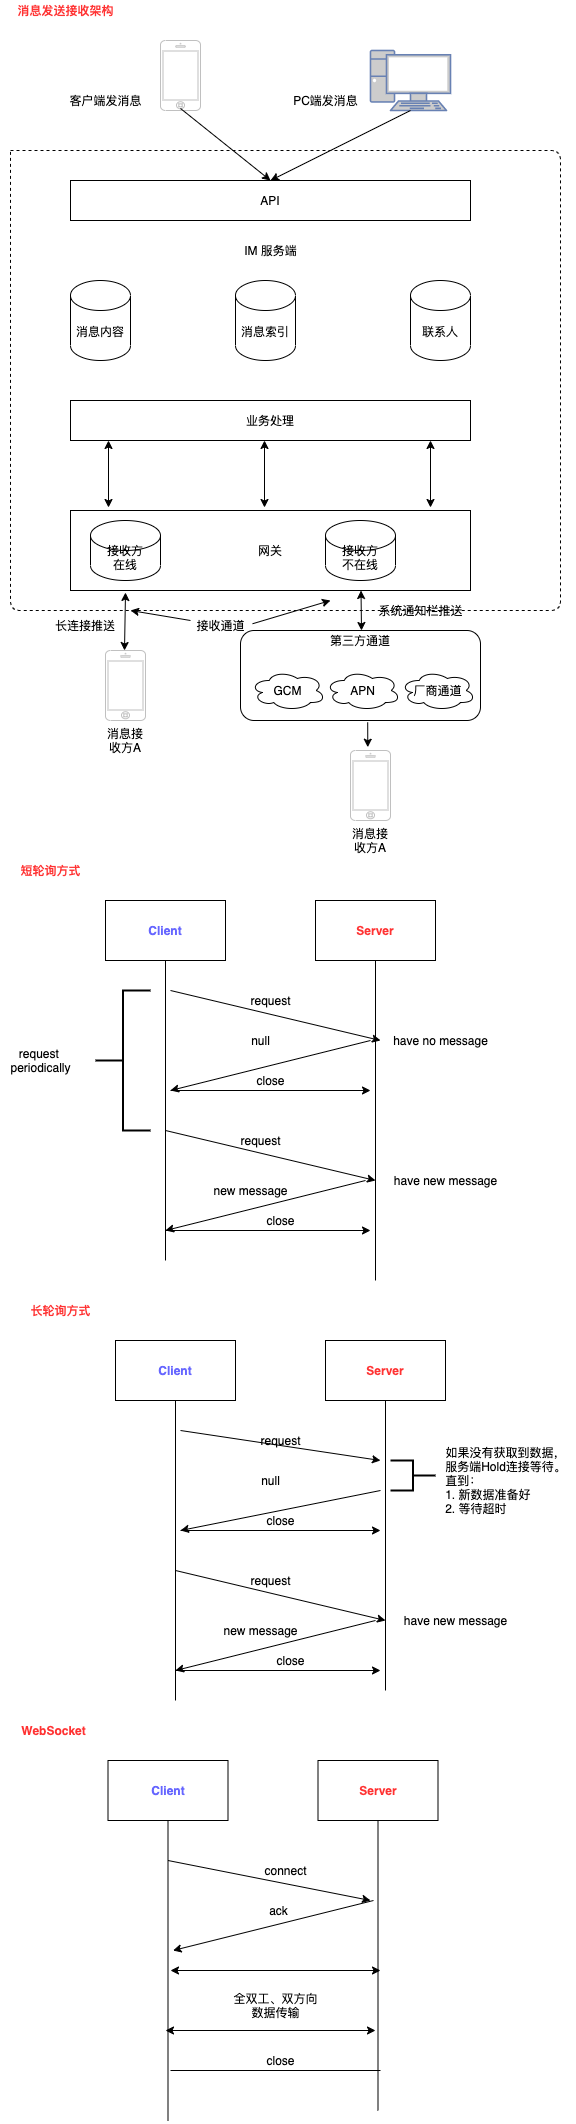 消息发送接收架构
客户端发消息
PC端发消息
API
IM 服务端
消息内容
消息索引
联系人
业务处理
接收方
在线
网关
接收方
不在线
长连接推送
接收通道
系统通知栏推送
第三方通道
GCM
APN
厂商通道
消息接
收方A
消息接
收方A
短轮询方式
Client
Server
request
null
have no message
request
periodically
close
request
new message
have new message
close
长轮询方式
Client
Server
request
如果没有获取到数据，
服务端Hold连接等待。
直到：
1. 新数据准备好
2. 等待超时
null
close
request
have new message
new message
close
WebSocket
Client
Server
connect
ack
全双工、双方向
数据传输
close